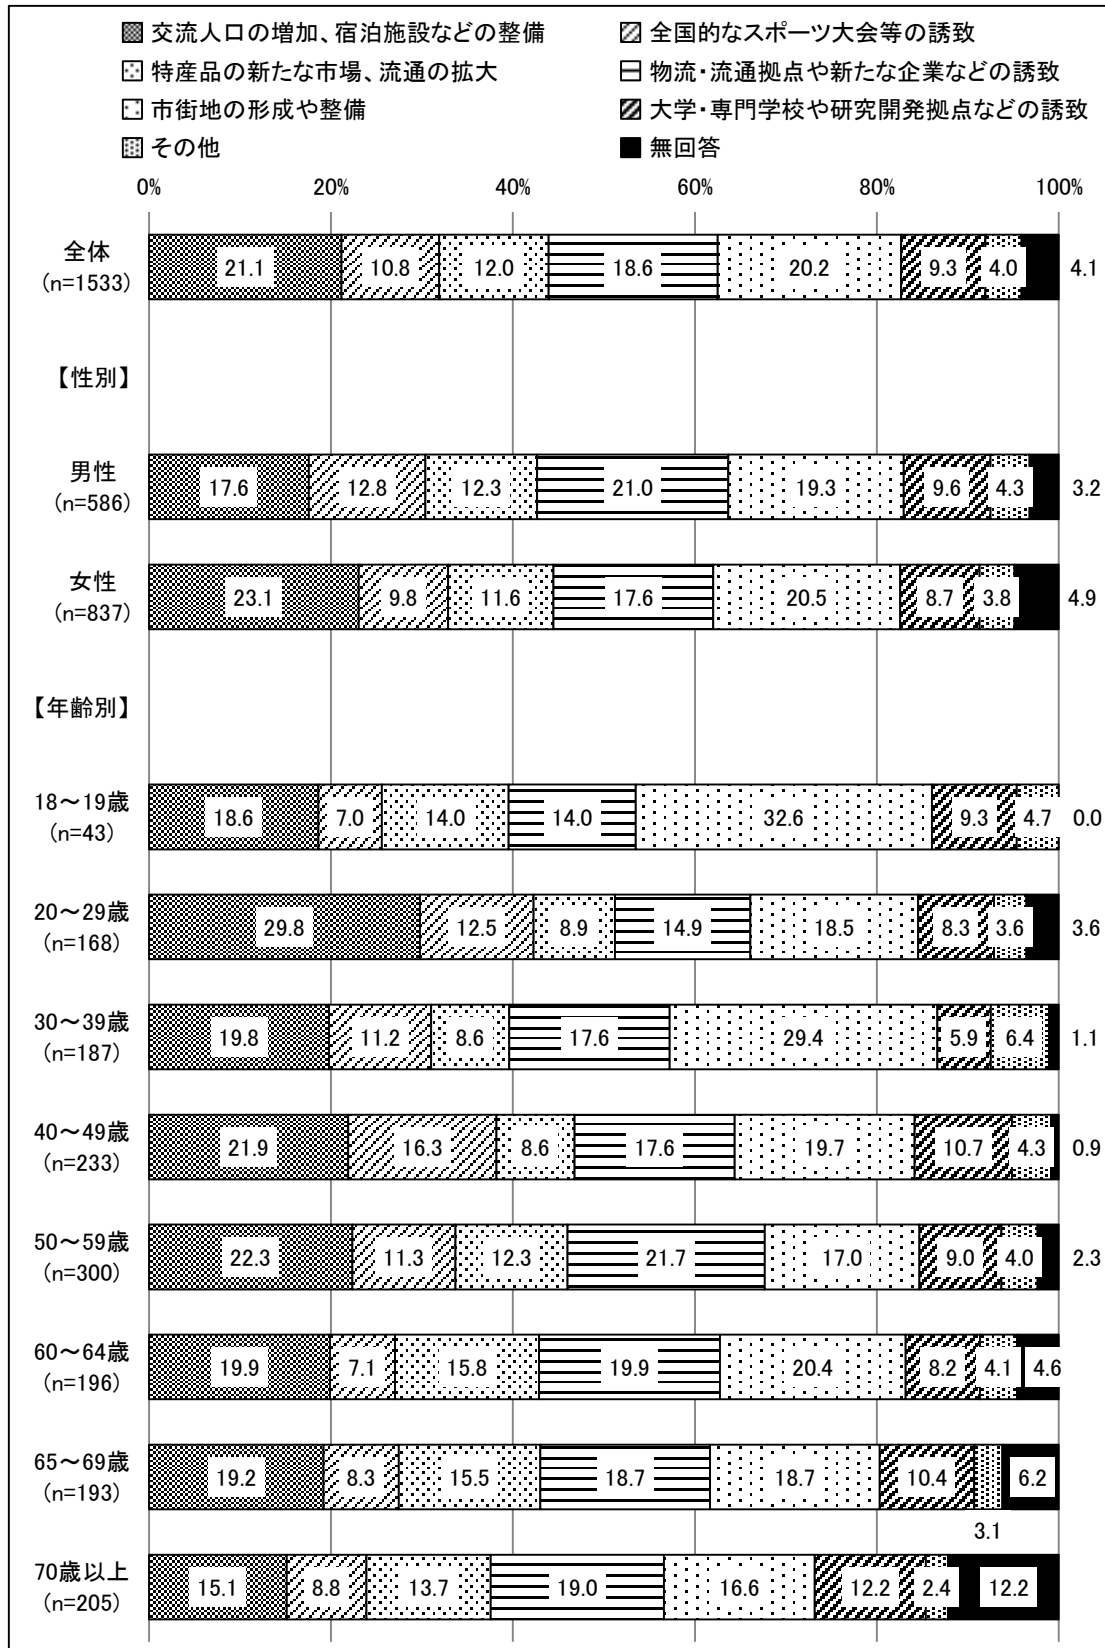 交流人口の増加、宿泊施設などの整備 全国的なスポーツ大会等の誘致
特産品の新たな市場、流通の拡大 物流・流通拠点や新たな企業などの誘致
市街地の形成や整備 大学・専門学校や研究開発拠点などの誘致
その他 無回答
0% 20% 40% 60% 80% 100%
全体
(n=1533)
21.1 10.8 12.0 18.6 20.2 9.3 4.0 4.1
【性別】
男性
(n=586)
17.6 12.8 12.3 21.0 19.3 9.6 4.3 3.2
女性
(n=837)
23.1 9.8 11.6 17.6 20.5 8.7 3.8 4.9
【年齢別】
18～19歳
(n=43)
18.6 7.0 14.0 14.0 32.6 9.3 4.7 0.0
20～29歳
(n=168)
29.8 12.5 8.9 14.9 18.5 8.3 3.6 3.6
30～39歳
(n=187)
19.8 11.2 8.6 17.6 29.4 5.9 6.4 1.1
40～49歳
(n=233)
21.9 16.3 8.6 17.6 19.7 10.7 4.3 0.9
50～59歳
(n=300)
22.3 11.3 12.3 21.7 17.0 9.0 4.0 2.3
60～64歳
(n=196)
19.9 7.1 15.8 19.9 20.4 8.2 4.1 4.6
65～69歳
(n=193)
19.2 8.3 15.5 18.7 18.7 10.4 6.2
3.1
70歳以上
(n=205)
15.1 8.8 13.7 19.0 16.6 12.2 2.4 12.2